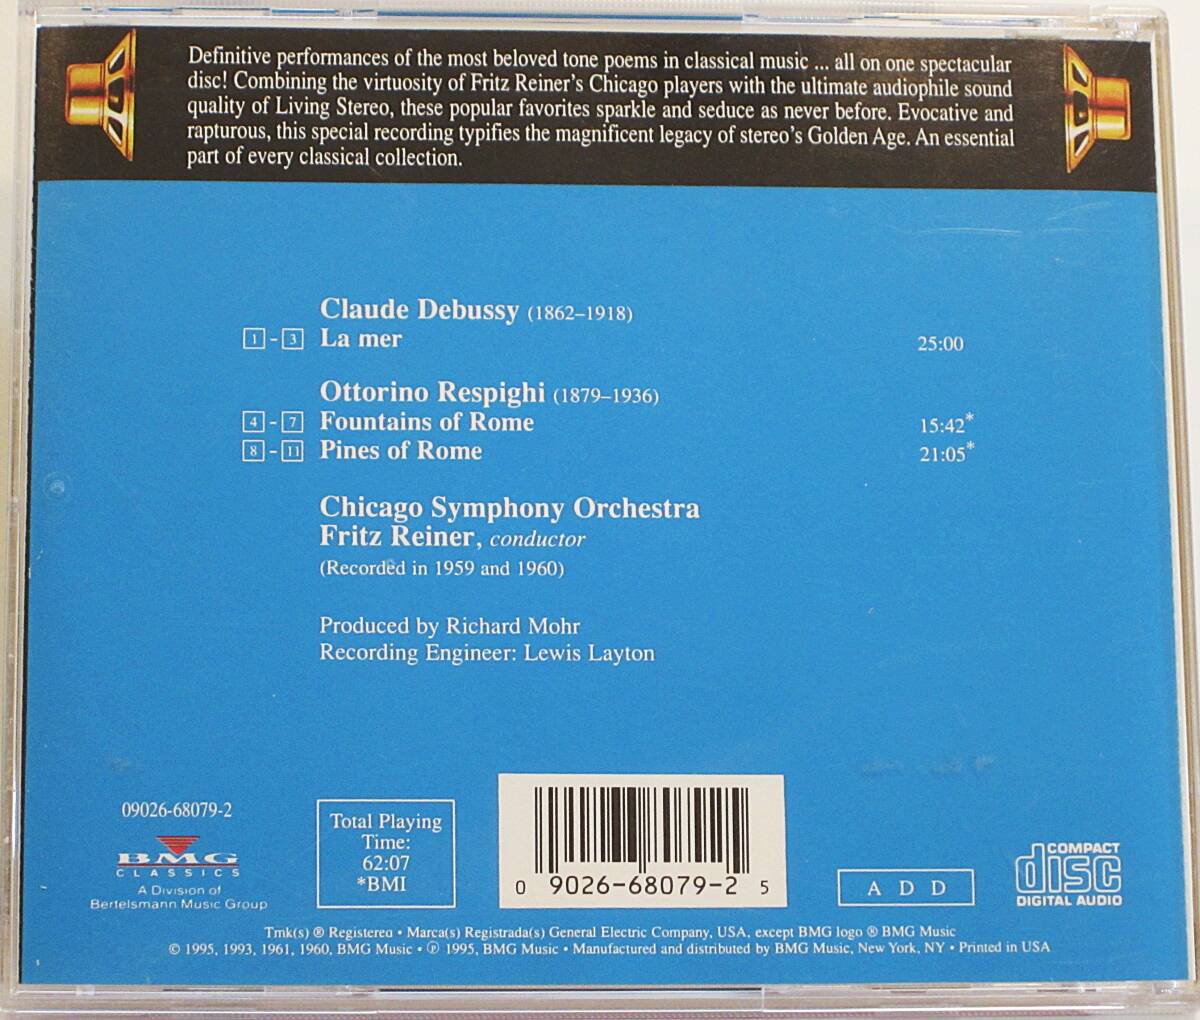 Definitive performances of the most beloved tone poems in classical music ... all on one spectacular
disc! Combining the virtuosity of Fritz Reiner's Chicago players with the ultimate audiophile sound
quality of Living Stereo, these popular favorites sparkle and seduce as never before. Evocative and
rapturous, this special recording typifies the magnificent legacy of stereo's Golden Age. An essential
part of every classical collection.
Claude Debussy (1862–1918)
1 - 3 La mer 25:00
Ottorino Respighi (1879–1936)
4 - 7 Fountains of Rome 15:42*
8 - 11 Pines of Rome 21:05*
Chicago Symphony Orchestra
Fritz Reiner, conductor
(Recorded in 1959 and 1960)
Produced by Richard Mohr
Recording Engineer: Lewis Layton
09026-68079-2
BMG
CLASSICS
A Division of
Bertelsmann Music Group
Total Playing
Time:
62:07
*BMI
0 9026-68079-2 5
A D D
COMPACT
disc
DIGITAL AUDIO
Tmk(s) ® Registered • Marca(s) Registrada(s) General Electric Company, USA, except BMG logo ® BMG Music
© 1995, 1993, 1961, 1960, BMG Music • ℗ 1995, BMG Music • Manufactured and distributed by BMG Music, New York, NY • Printed in USA